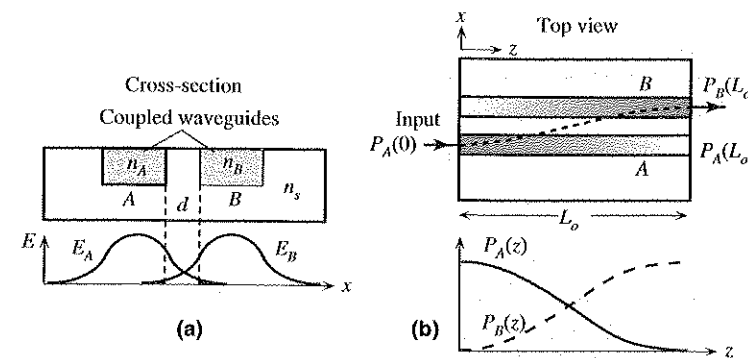 Cross-section
Coupled waveguides
n_A
n_B
A
d
B
n_s
E
E_A
E_B
x
(a)
x
z
Top view
B
P_B(L_o
Input
P_A(0)
P_A(L_o
A
L_o
P_A(z)
P_B(z)
z
(b)